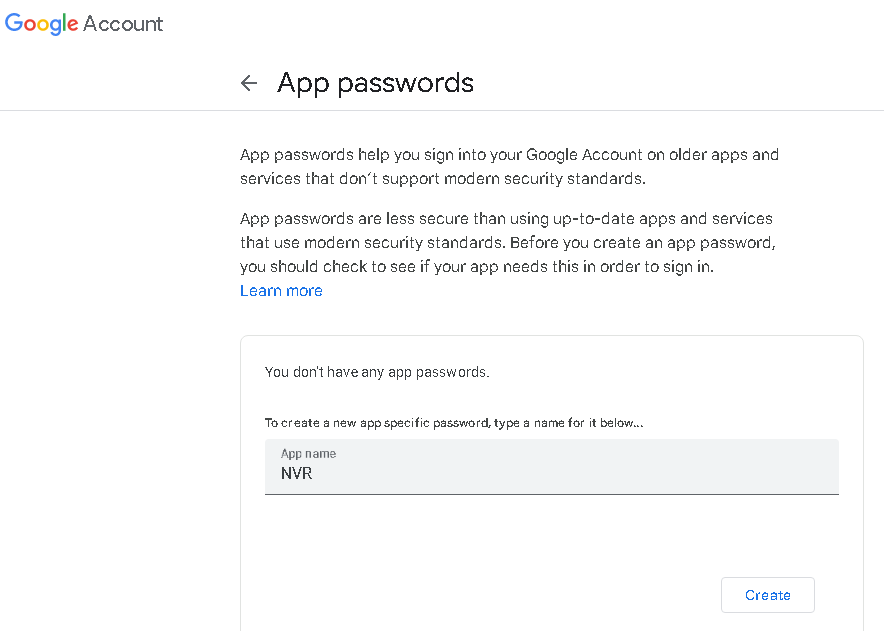 Google Account
App passwords
App passwords help you sign into your Google Account on older apps and
services that don't support modern security standards.
App passwords are less secure than using up-to-date apps and services
that use modern security standards. Before you create an app password,
you should check to see if your app needs this in order to sign in.
Learn more
You don't have any app passwords.
To create a new app specific password, type a name for it below...
App name
NVR
Create